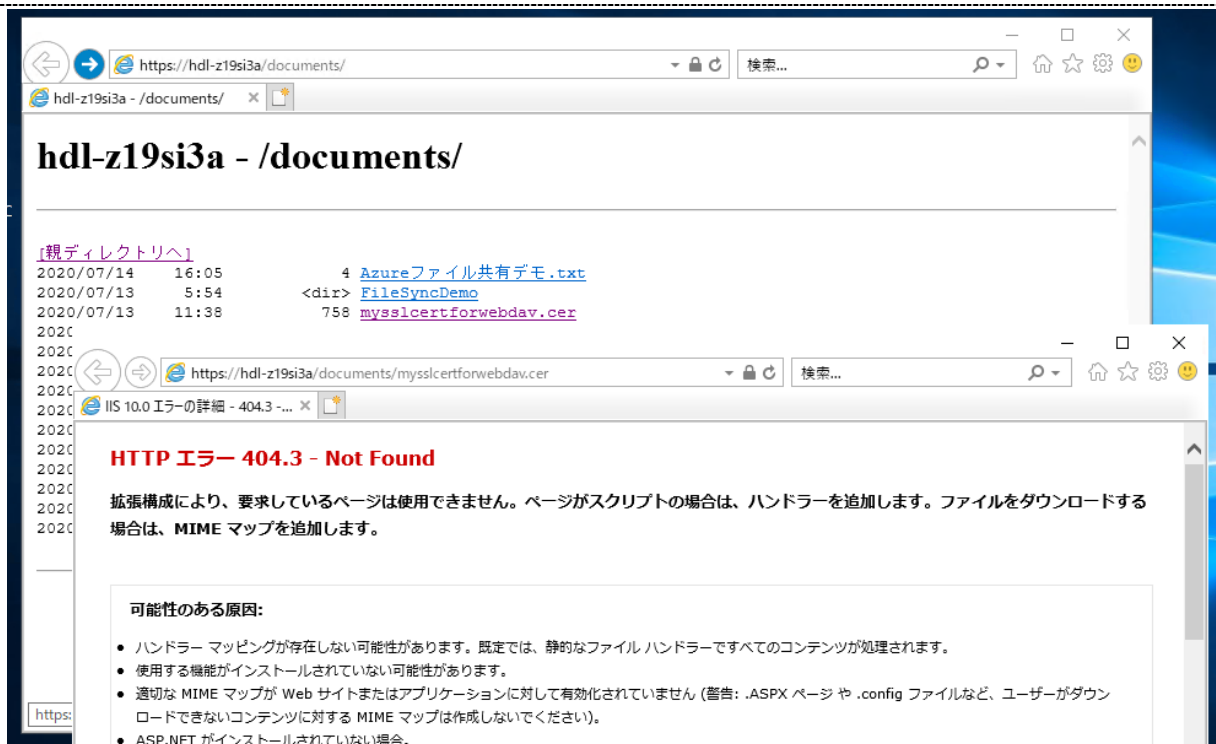 https://hdl-z19si3a/documents/
検索...
hdl-z19si3a - /documents/
hdl-z19si3a - /documents/
[親ディレクトリへ]
2020/07/14 16:05 4 Azureファイル共有デモ.txt
2020/07/13 5:54 <dir> FileSyncDemo
2020/07/13 11:38 758 mysslcertforwebdav.cer
https://hdl-z19si3a/documents/mysslcertforwebdav.cer
検索...
IIS 10.0 エラーの詳細 - 404.3 -...
HTTP エラー 404.3 - Not Found
拡張構成により、要求しているページは使用できません。ページがスクリプトの場合は、ハンドラーを追加します。ファイルをダウンロードする
場合は、MIME マップを追加します。
可能性のある原因:
• ハンドラー マッピングが存在しない可能性があります。既定では、静的なファイル ハンドラーですべてのコンテンツが処理されます。
• 使用する機能がインストールされていない可能性があります。
• 適切な MIME マップが Web サイトまたはアプリケーションに対して有効化されていません (警告: .ASPX ページ や .config ファイルなど、ユーザーがダウン
ロードできないコンテンツに対する MIME マップは作成しないでください)。
• ASP.NET がインストールされていない場合。
https: